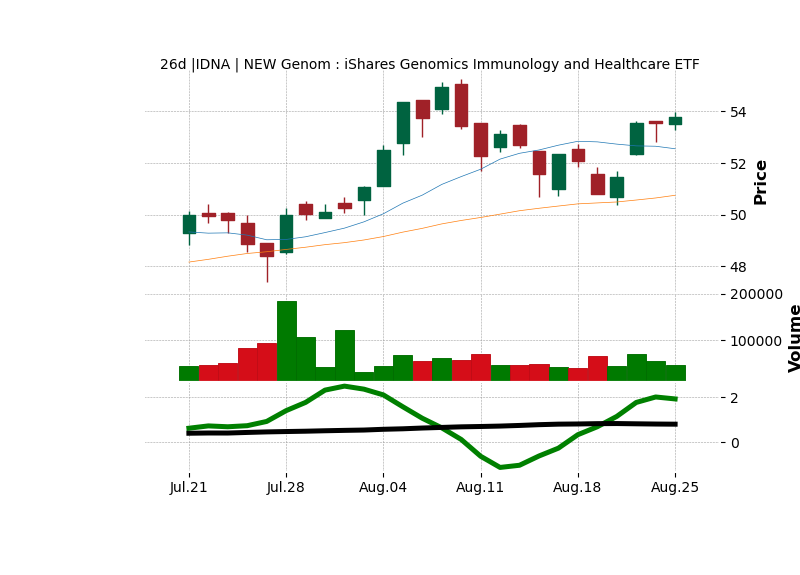 26d |IDNA | NEW Genom : iShares Genomics Immunology and Healthcare ETF
54
52
50
48
Price
200000
100000
Volume
2
0
Jul.21 Jul.28 Aug.04 Aug.11 Aug.18 Aug.25